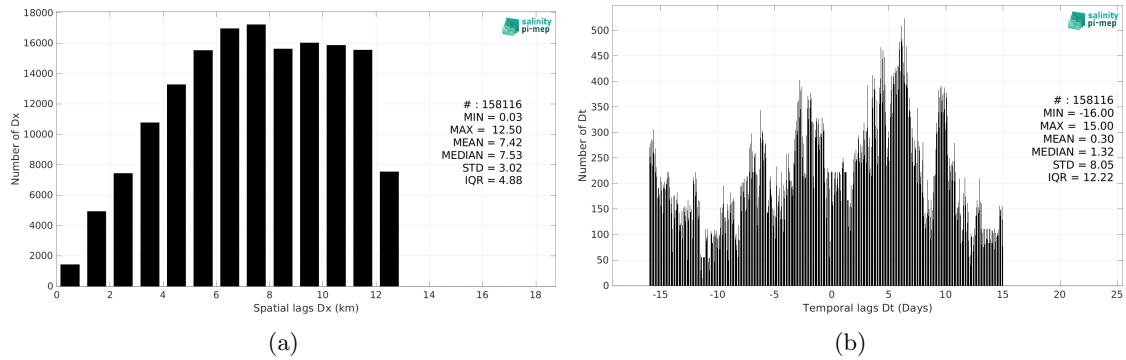 18000
16000
14000
12000
10000
8000
6000
4000
2000
0
Number of Dx
0 2 4 6 8 10 12 14 16 18
Spatial lags Dx (km)
salinity
pi-mep
# : 158116
MIN = 0.03
MAX = 12.50
MEAN = 7.42
MEDIAN = 7.53
STD = 3.02
IQR = 4.88
(a)
500
450
400
350
300
250
200
150
100
50
0
Number of Dt
-15 -10 -5 0 5 10 15 20 25
Temporal lags Dt (Days)
salinity
pi-mep
# : 158116
MIN = -16.00
MAX = 15.00
MEAN = 0.30
MEDIAN = 1.32
STD = 8.05
IQR = 12.22
(b)